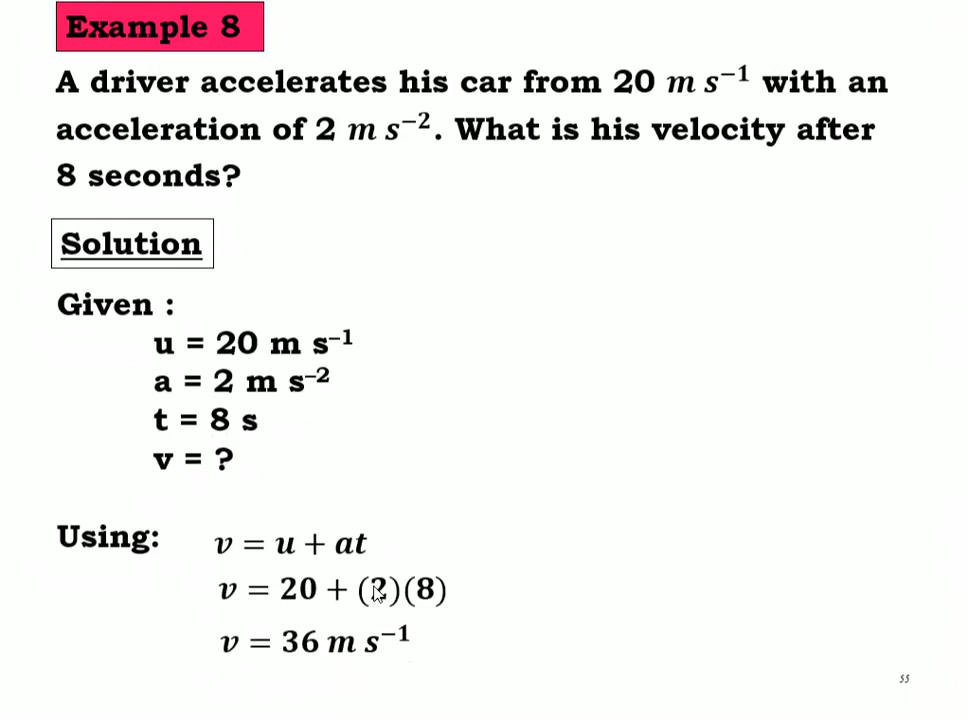 Example 8
A driver accelerates his car from 20 m s⁻¹ with an
acceleration of 2 m s⁻². What is his velocity after
8 seconds?
Solution
Given :
u = 20 m s⁻¹
a = 2 m s⁻²
t = 8 s
v = ?
Using: v = u + at
v = 20 + (2)(8)
v = 36 m s⁻¹
55